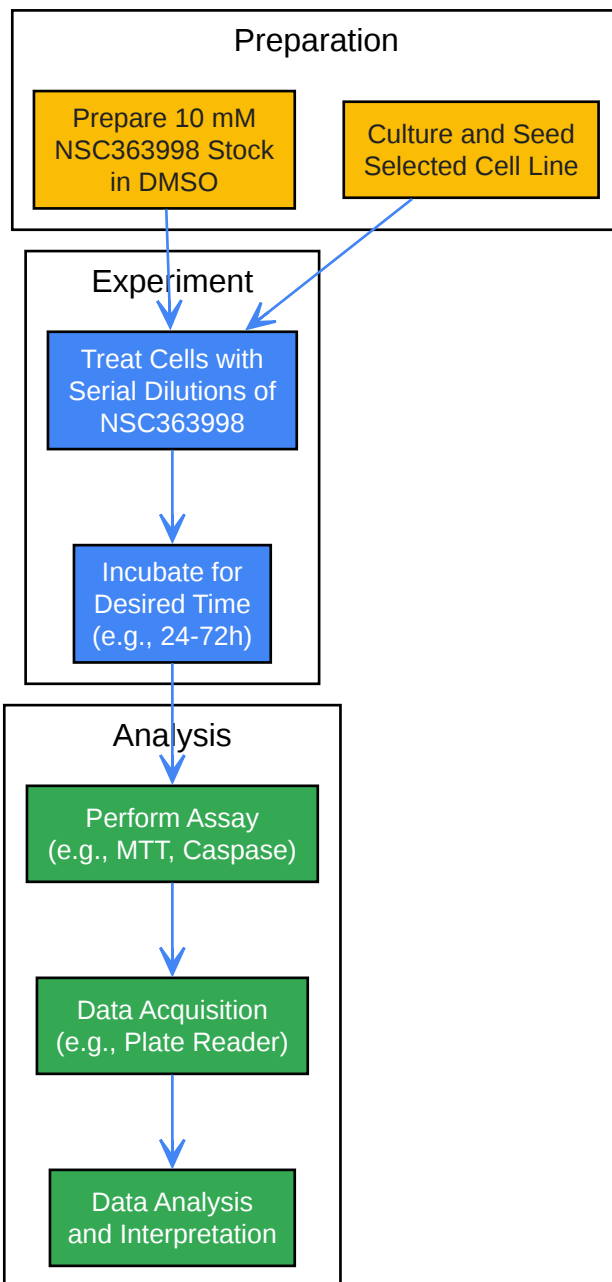 Preparation
Prepare 10 mM
NSC363998 Stock
in DMSO
Culture and Seed
Selected Cell Line
Experiment
Treat Cells with
Serial Dilutions of
NSC363998
Incubate for
Desired Time
(e.g., 24-72h)
Analysis
Perform Assay
(e.g., MTT, Caspase)
Data Acquisition
(e.g., Plate Reader)
Data Analysis
and Interpretation